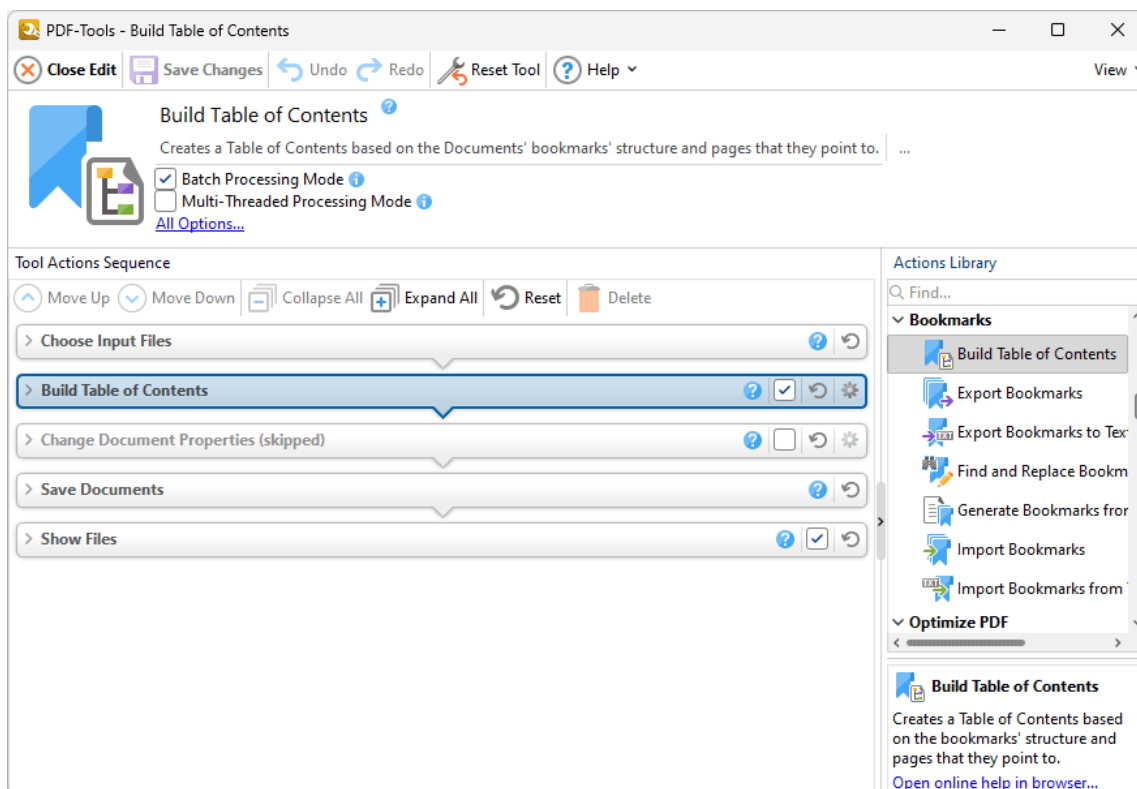 PDF-Tools - Build Table of Contents
Close Edit Save Changes Undo Redo Reset Tool ? Help View
Build Table of Contents ?
Creates a Table of Contents based on the Documents' bookmarks' structure and pages that they point to. ...
Batch Processing Mode
Multi-Threaded Processing Mode
All Options...
Tool Actions Sequence
Move Up Move Down Collapse All Expand All Reset Delete
Choose Input Files ?
Build Table of Contents ?
Change Document Properties (skipped) ?
Save Documents ?
Show Files ?
Actions Library
Find...
Bookmarks
Build Table of Contents
Export Bookmarks
TXT Export Bookmarks to Tex
Find and Replace Bookm
Generate Bookmarks from
Import Bookmarks
TXT Import Bookmarks from
Optimize PDF
Build Table of Contents
Creates a Table of Contents based
on the bookmarks' structure and
pages that they point to.
Open online help in browser...